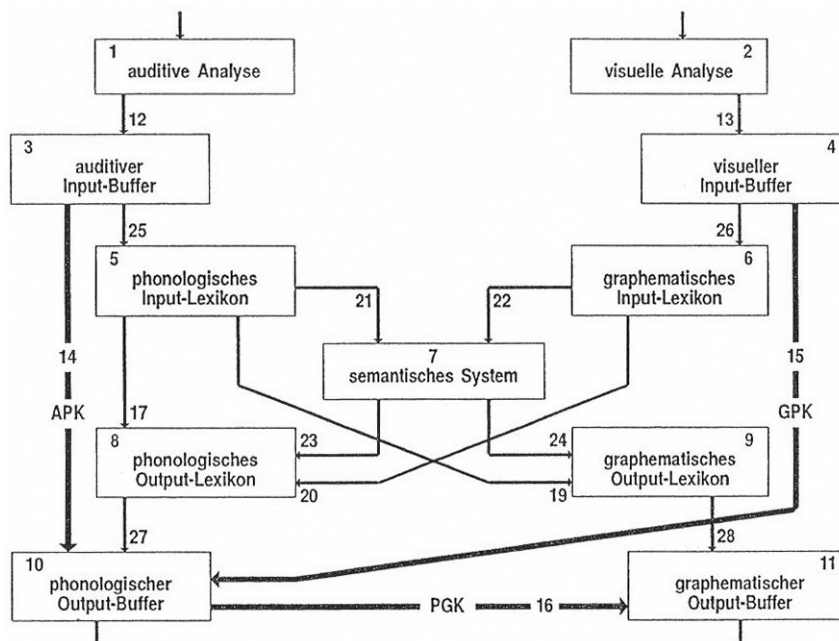 1
auditive Analyse
2
visuelle Analyse
12
13
3
auditiver
Input-Buffer
4
visueller
Input-Buffer
25
26
5
phonologisches
Input-Lexikon
6
graphematisches
Input-Lexikon
21
22
7
semantisches System
14
15
APK
GPK
17
23
24
8
phonologisches
Output-Lexikon
9
graphematisches
Output-Lexikon
20
19
27
28
10
phonologischer
Output-Buffer
PGK 16
11
graphematischer
Output-Buffer